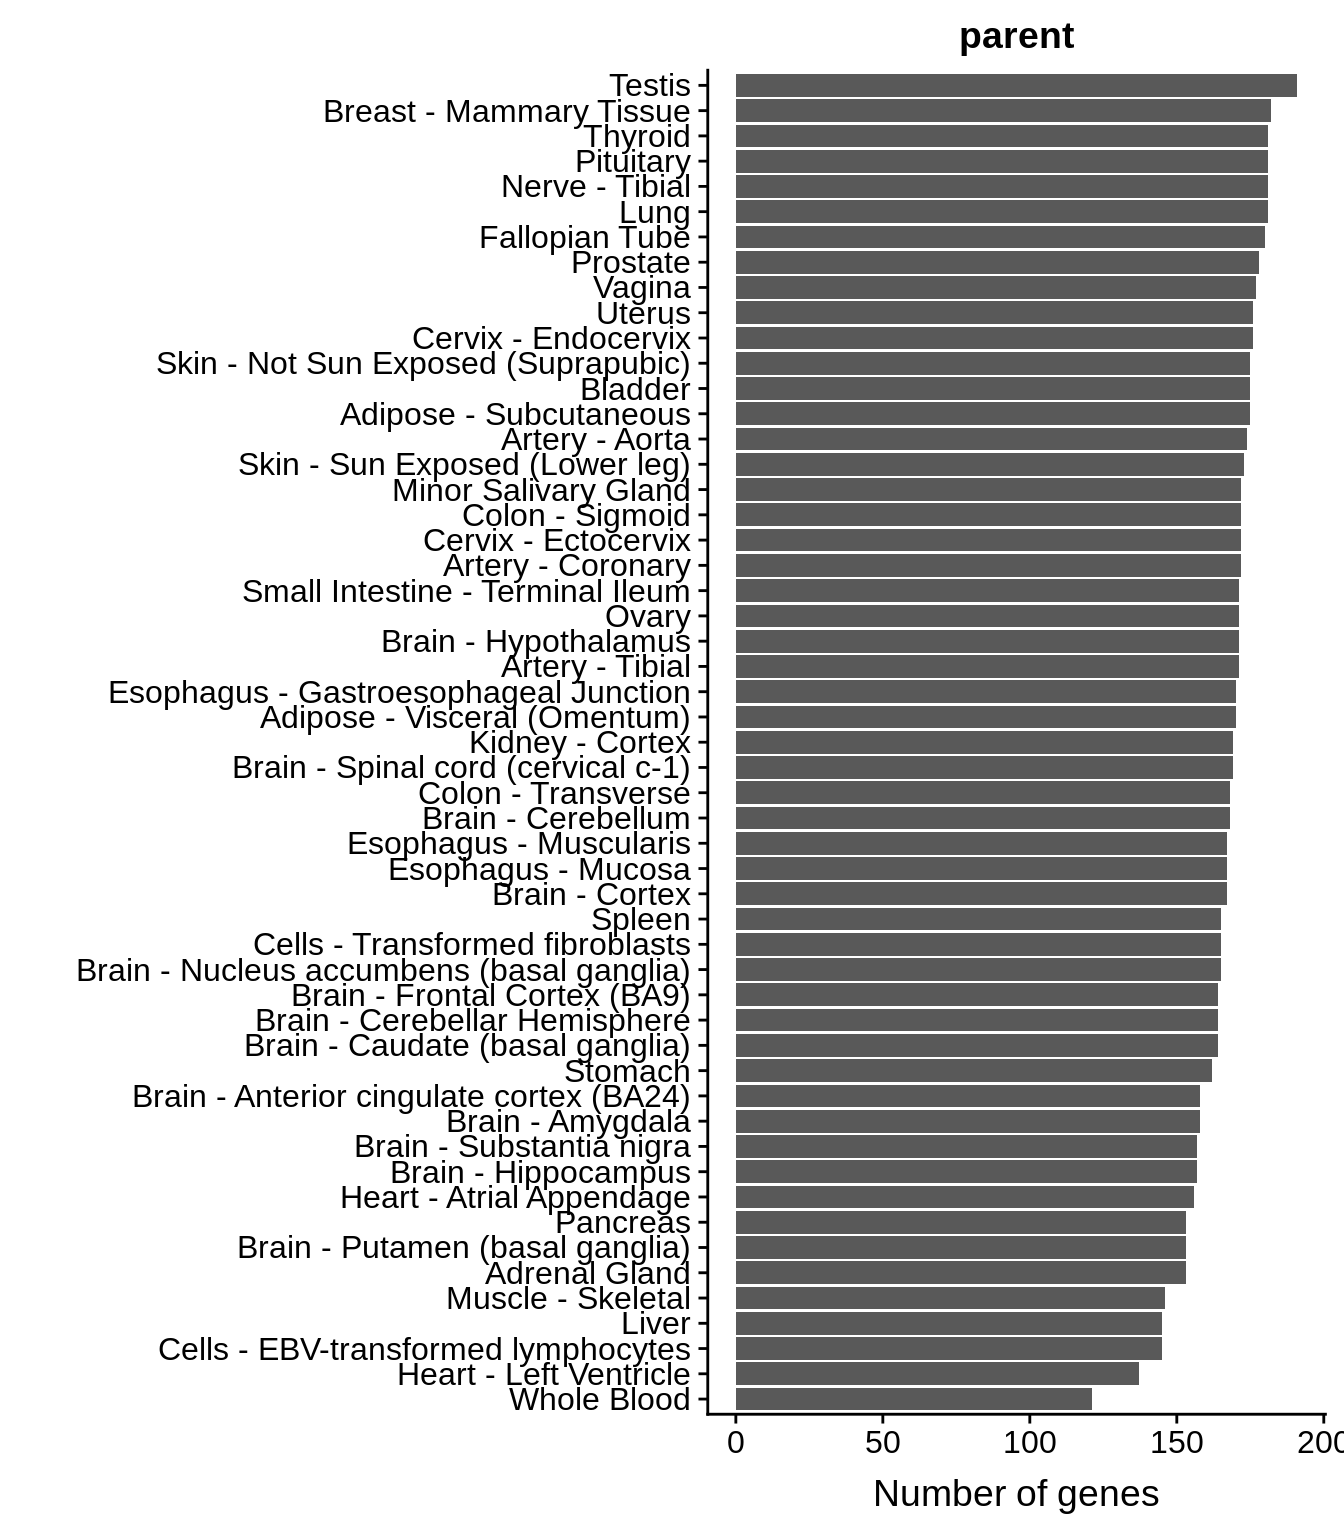 parent
Testis
Breast - Mammary Tissue
Thyroid
Pituitary
Nerve - Tibial
Lung
Fallopian Tube
Prostate
Vagina
Uterus
Cervix - Endocervix
Skin - Not Sun Exposed (Suprapubic)
Bladder
Adipose - Subcutaneous
Artery - Aorta
Skin - Sun Exposed (Lower leg)
Minor Salivary Gland
Colon - Sigmoid
Cervix - Ectocervix
Artery - Coronary
Small Intestine - Terminal Ileum
Ovary
Brain - Hypothalamus
Artery - Tibial
Esophagus - Gastroesophageal Junction
Adipose - Visceral (Omentum)
Kidney - Cortex
Brain - Spinal cord (cervical c-1)
Colon - Transverse
Brain - Cerebellum
Esophagus - Muscularis
Esophagus - Mucosa
Brain - Cortex
Spleen
Cells - Transformed fibroblasts
Brain - Nucleus accumbens (basal ganglia)
Brain - Frontal Cortex (BA9)
Brain - Cerebellar Hemisphere
Brain - Caudate (basal ganglia)
Stomach
Brain - Anterior cingulate cortex (BA24)
Brain - Amygdala
Brain - Substantia nigra
Brain - Hippocampus
Heart - Atrial Appendage
Pancreas
Brain - Putamen (basal ganglia)
Adrenal Gland
Muscle - Skeletal
Liver
Cells - EBV-transformed lymphocytes
Heart - Left Ventricle
Whole Blood
0 50 100 150 200
Number of genes